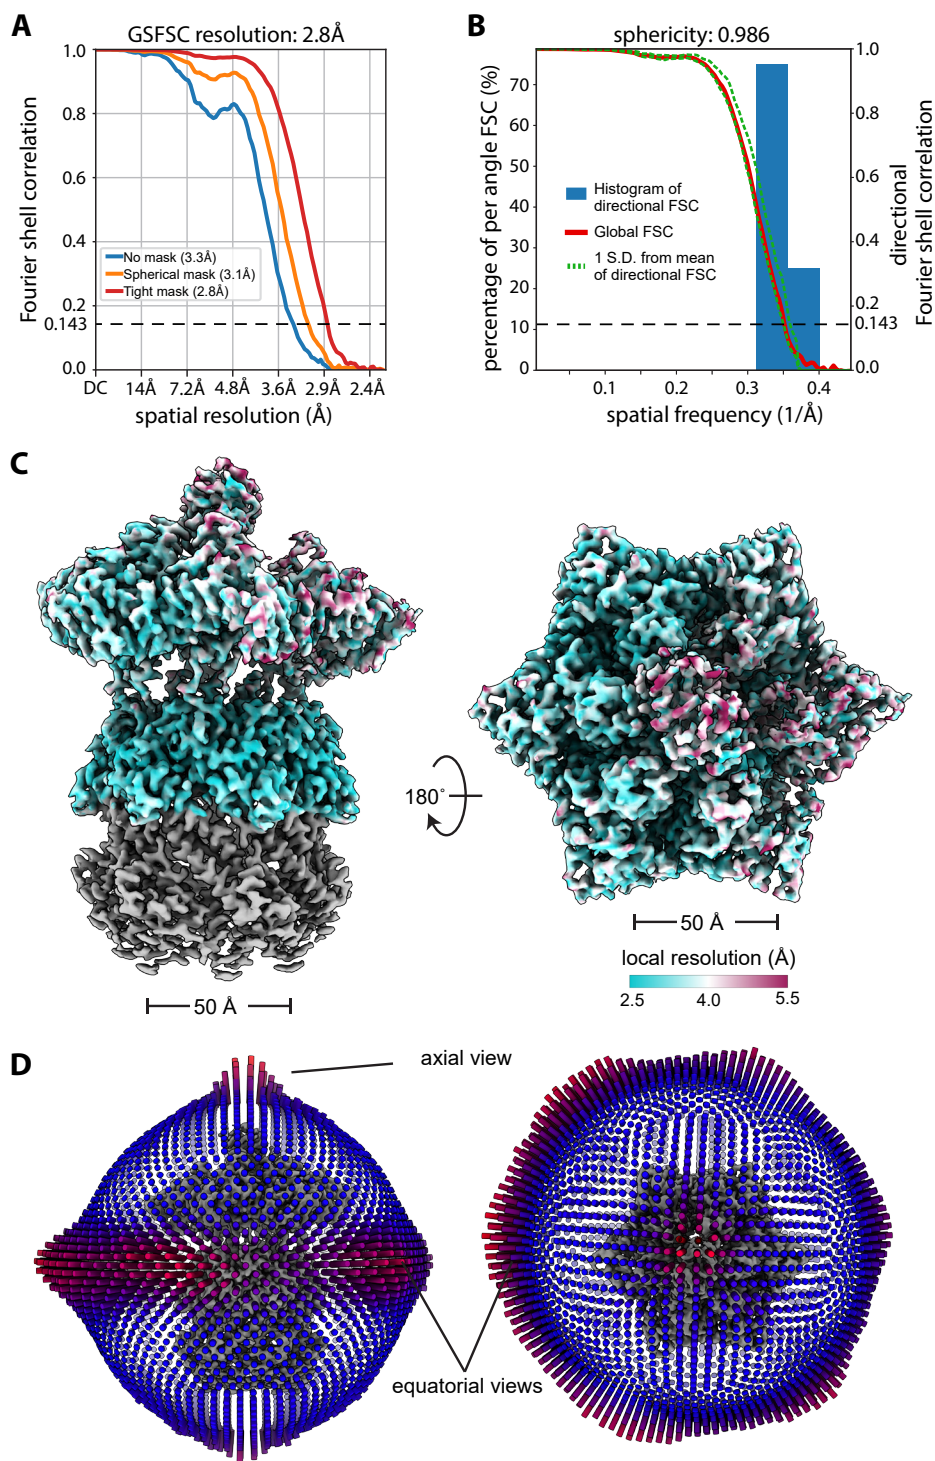 A
GSFSC resolution: 2.8Å
1.0
0.8
0.6
0.4
0.2
0.143
0.0
Fourier shell correlation
No mask (3.3Å)
Spherical mask (3.1Å)
Tight mask (2.8Å)
DC 14Å 7.2Å 4.8Å 3.6Å 2.9Å 2.4Å
spatial resolution (Å)
B
sphericity: 0.986
70
60
50
40
30
20
10
0
percentage of per angle FSC (%)
Histogram of
directional FSC
Global FSC
1 S.D. from mean
of directional FSC
1.0
0.8
0.6
0.4
0.2
0.143
0.0
directional
Fourier shell correlation
0.1 0.2 0.3 0.4
spatial frequency (1/Å)
C
180°
50 Å
50 Å
local resolution (Å)
2.5 4.0 5.5
D
axial view
equatorial views